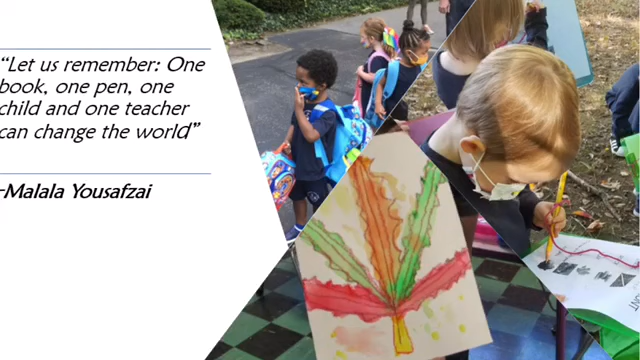 “Let us remember: One
book, one pen, one
child and one teacher
can change the world”
-Malala Yousafzai